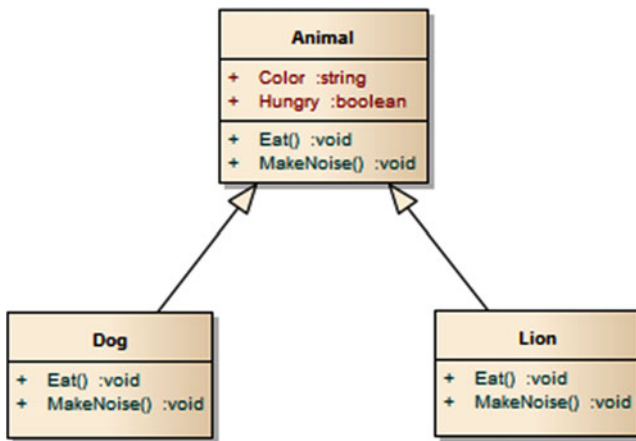 Animal
+ Color :string
+ Hungry :boolean
+ Eat() :void
+ MakeNoise() :void
Dog
+ Eat() :void
+ MakeNoise() :void
Lion
+ Eat() :void
+ MakeNoise() :void